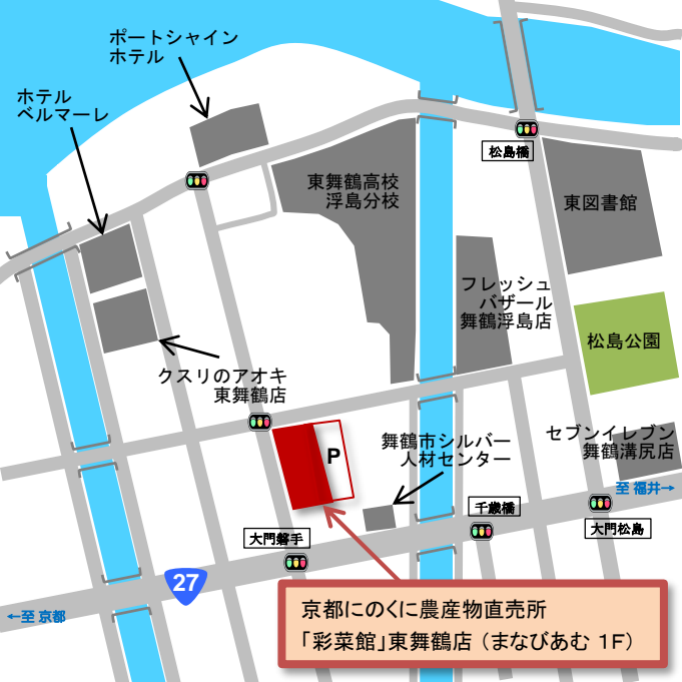 ポートシャイン
ホテル
ホテル
ベルマーレ
松島橋
東舞鶴高校
浮島分校
東図書館
フレッシュ
バザール
舞鶴浮島店
松島公園
クスリのアオキ
東舞鶴店
P
舞鶴市シルバー
人材センター
セブンイレブン
舞鶴溝尻店
至 福井→
千歳橋
大門松島
大門磐手
27
←至 京都
京都にのくに農産物直売所
「彩菜館」東舞鶴店（まなびあむ 1F）